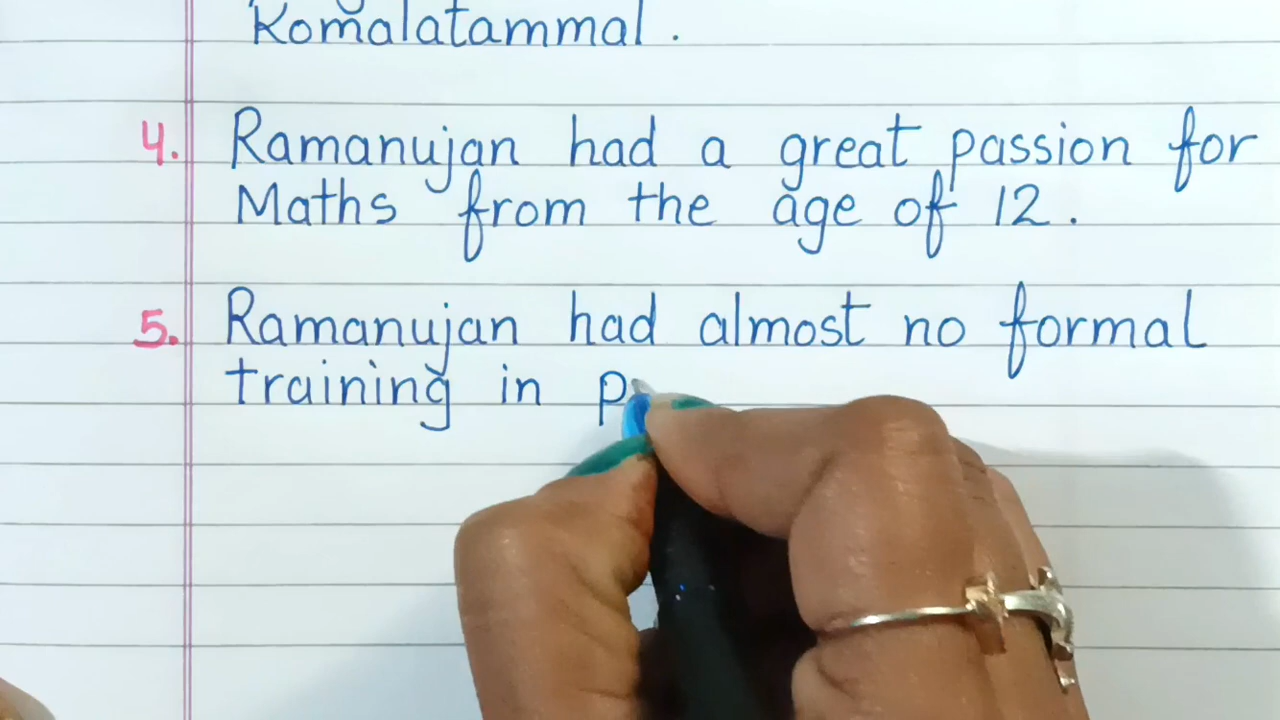 Komalatammal.
4. Ramanujan had a great passion for
Maths from the age of 12.
5. Ramanujan had almost no formal
training in p